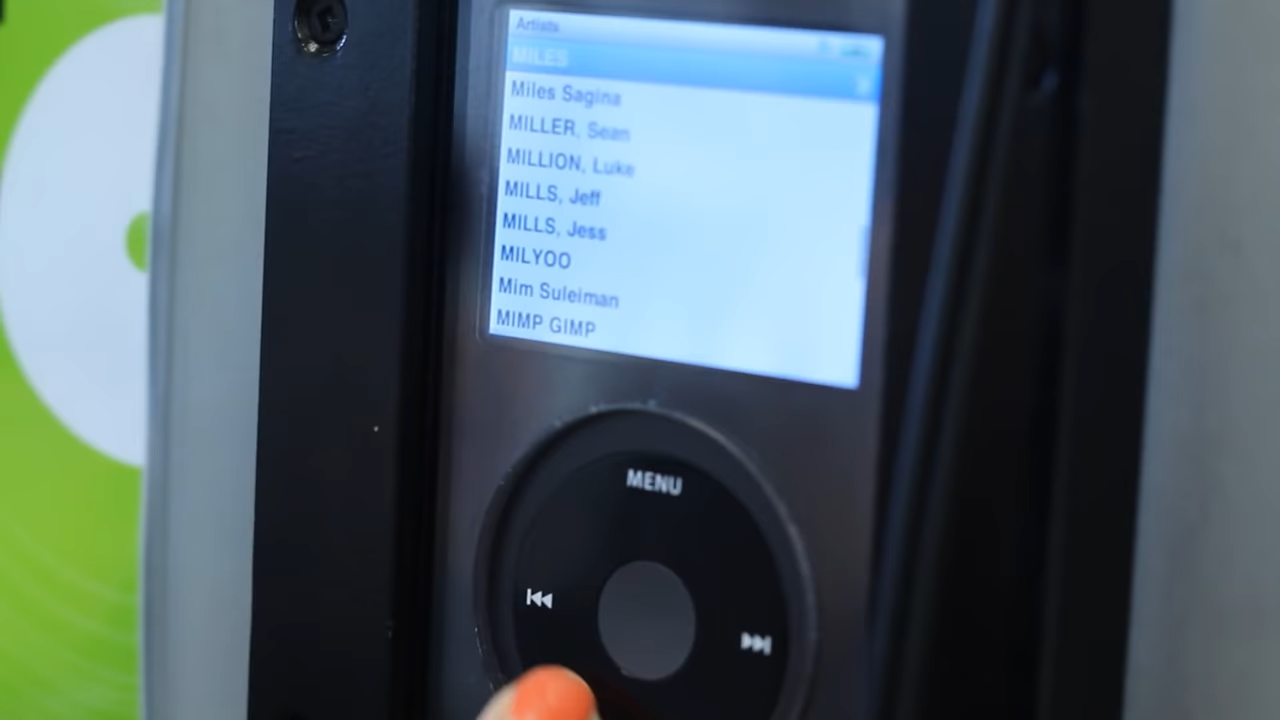 Artists
MILES
Miles Sagina
MILLER, Sean
MILLION, Luke
MILLS, Jeff
MILLS, Jess
MILYOO
Mim Suleiman
MIMP GIMP
MENU